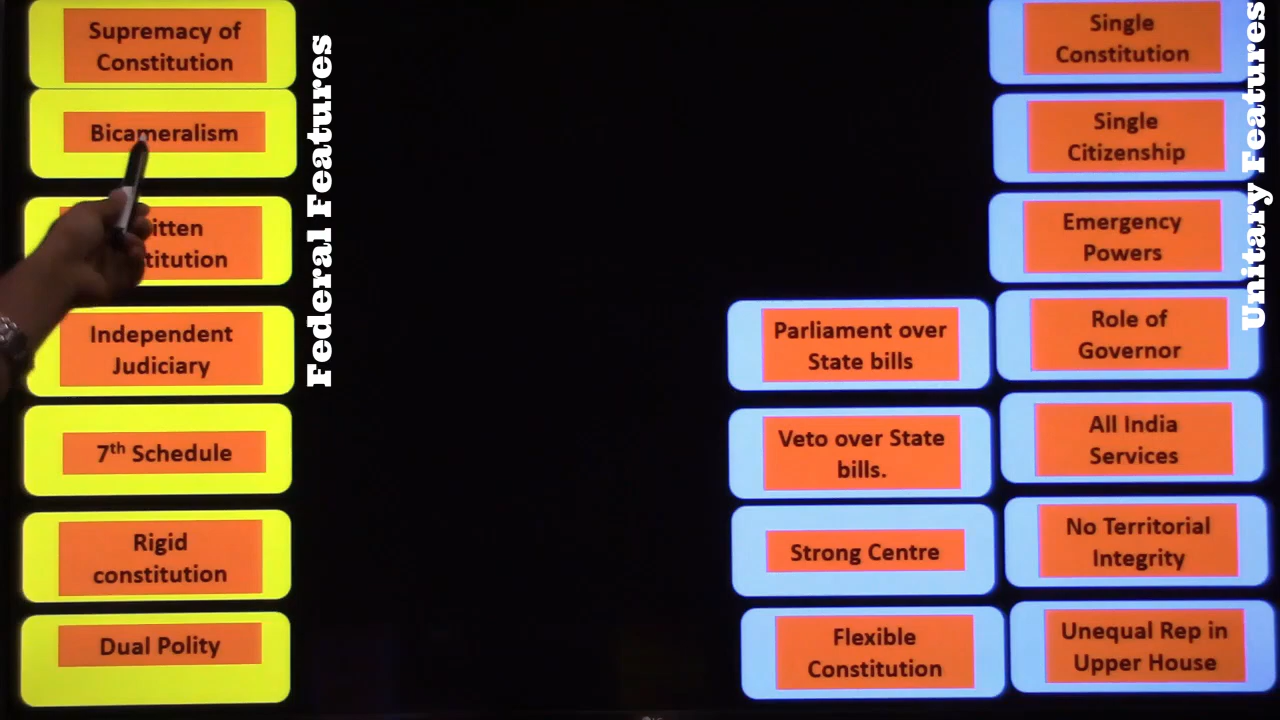 Supremacy of
Constitution
Bicameralism
Independent
Judiciary
7th Schedule
Rigid
constitution
Dual Polity
Federal Features
Parliament over
State bills
Veto over State
bills.
Strong Centre
Flexible
Constitution
Single
Constitution
Single
Citizenship
Emergency
Powers
Role of
Governor
All India
Services
No Territorial
Integrity
Unequal Rep in
Upper House
Unitary Features